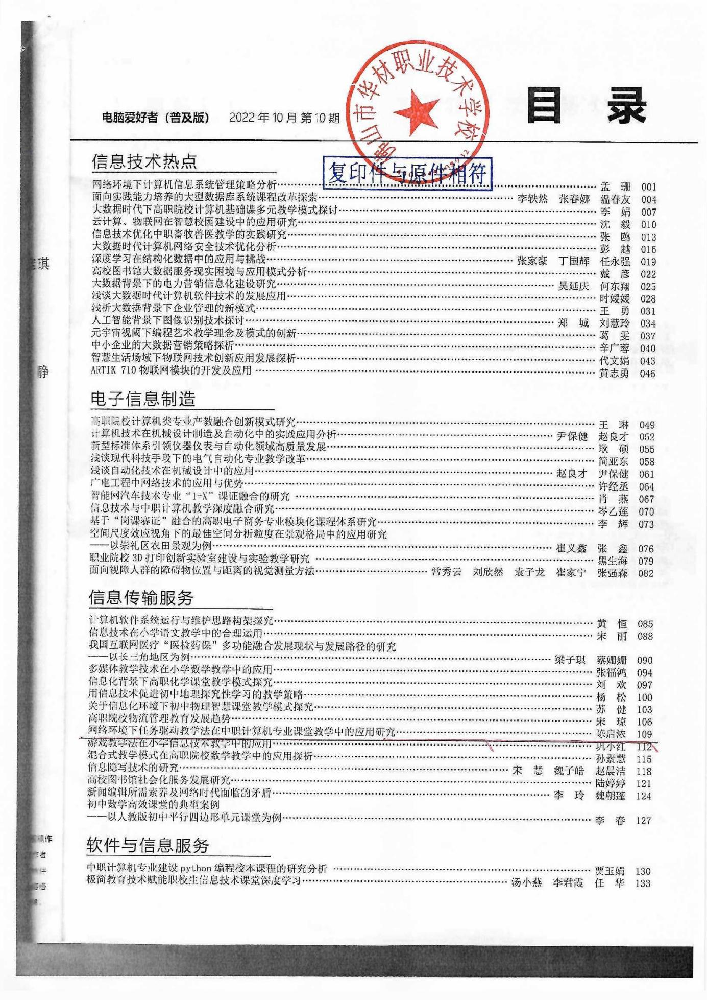 佛山市华材职业技术学校
目 录
电脑爱好者(普及版) 2022年10月第10期
复印件与原件相符
信息技术热点
网络环境下计算机信息系统管理策略分析 孟 珊 001
面向实践能力培养的大型数据库系统课程改革探索 李轶然 张春娜 温春友 004
大数据时代下高职院校计算机基础课多元教学模式探讨 李 娟 007
云计算、物联网在智慧校园建设中的应用研究 沈 毅 010
信息技术优化中职畜牧兽医教学的实践研究 张 鸥 013
大数据时代计算机网络安全技术优化分析 彭 越 016
深度学习在结构化数据中的应用与挑战 张家豪 丁国辉 任永强 019
高校图书馆大数据服务现实困境与应用模式分析 戴 彦 022
大数据背景下的电力营销信息化建设研究 吴延庆 何东翔 025
浅谈大数据时代计算机软件技术的发展应用 时媛媛 028
浅析大数据背景下企业管理的新模式 王 勇 031
人工智能背景下图像识别技术探讨 郑 城 刘慧玲 034
元宇宙视阈下编程艺术教学理念及模式的创新 葛 雯 037
中小企业的大数据营销策略探析 辛广蓉 040
智慧生活场域下物联网技术创新应用发展探析 代文娟 043
ARTIK 710物联网模块的开发及应用 黄志勇 046
电子信息制造
高职院校计算机类专业产教融合创新模式研究 王 琳 049
计算机技术在机械设计制造及自动化中的实践应用分析 尹保健 赵良才 052
新型标准体系引领仪器仪表与自动化领域高质量发展 耿 硕 055
浅谈现代科技手段下的电气自动化专业教学改革 简亚东 058
浅谈自动化技术在机械设计中的应用 赵良才 尹保健 061
广电工程中网络技术的应用与优势 许经丞 064
智能网汽车技术专业“1+X”课证融合的研究 肖 燕 067
信息技术与中职计算机教学深度融合研究 岑乙莲 070
基于“岗课赛证”融合的高职电子商务专业模块化课程体系研究 李 辉 073
空间尺度效应视角下的最佳空间分析粒度在景观格局中的应用研究
——以崇礼区农田景观为例 崔义鑫 张 鑫 076
职业院校3D打印创新实验室建设与实验教学研究 黑生海 079
面向视障人群的障碍物位置与距离的视觉测量方法 常秀云 刘欣然 袁子龙 崔家宁 张强森 082
信息传输服务
计算机软件系统运行与维护思路构架探究 黄 恒 085
信息技术在小学语文教学中的合理运用 宋 丽 088
我国互联网医疗“医检药保”多功能融合发展现状与发展路径的研究
——以长三角地区为例 梁子琪 蔡姗姗 090
多媒体教学技术在小学数学教学中的应用 张福鸿 094
信息化背景下高职化学课堂教学模式探究 刘 欢 097
用信息技术促进初中地理探究性学习的教学策略 杨 松 100
关于信息化环境下初中物理智慧课堂教学模式探究 苏 健 103
高职院校物流管理教育发展趋势 宋 琼 106
网络环境下任务驱动教学法在中职计算机专业课堂教学中的应用研究 陈启浓 109
游戏教学法在小学信息技术教学中的应用 巩小红 112
混合式教学模式在高职院校数学教学中的应用探析 孙素慧 115
信息隐写技术的研究 宋 慧 魏子皓 赵晨洁 118
高校图书馆社会化服务发展研究 陆婷婷 121
新闻编辑所需素养及网络时代面临的矛盾 李 玲 魏朝蓬 124
初中数学高效课堂的典型案例
——以人教版初中平行四边形单元课堂为例 李 春 127
软件与信息服务
中职计算机专业建设python编程校本课程的研究分析 贾玉娟 130
极简教育技术赋能职校生信息技术课堂深度学习 汤小燕 李君霞 任 华 133
琪
静
稿作
作者
件